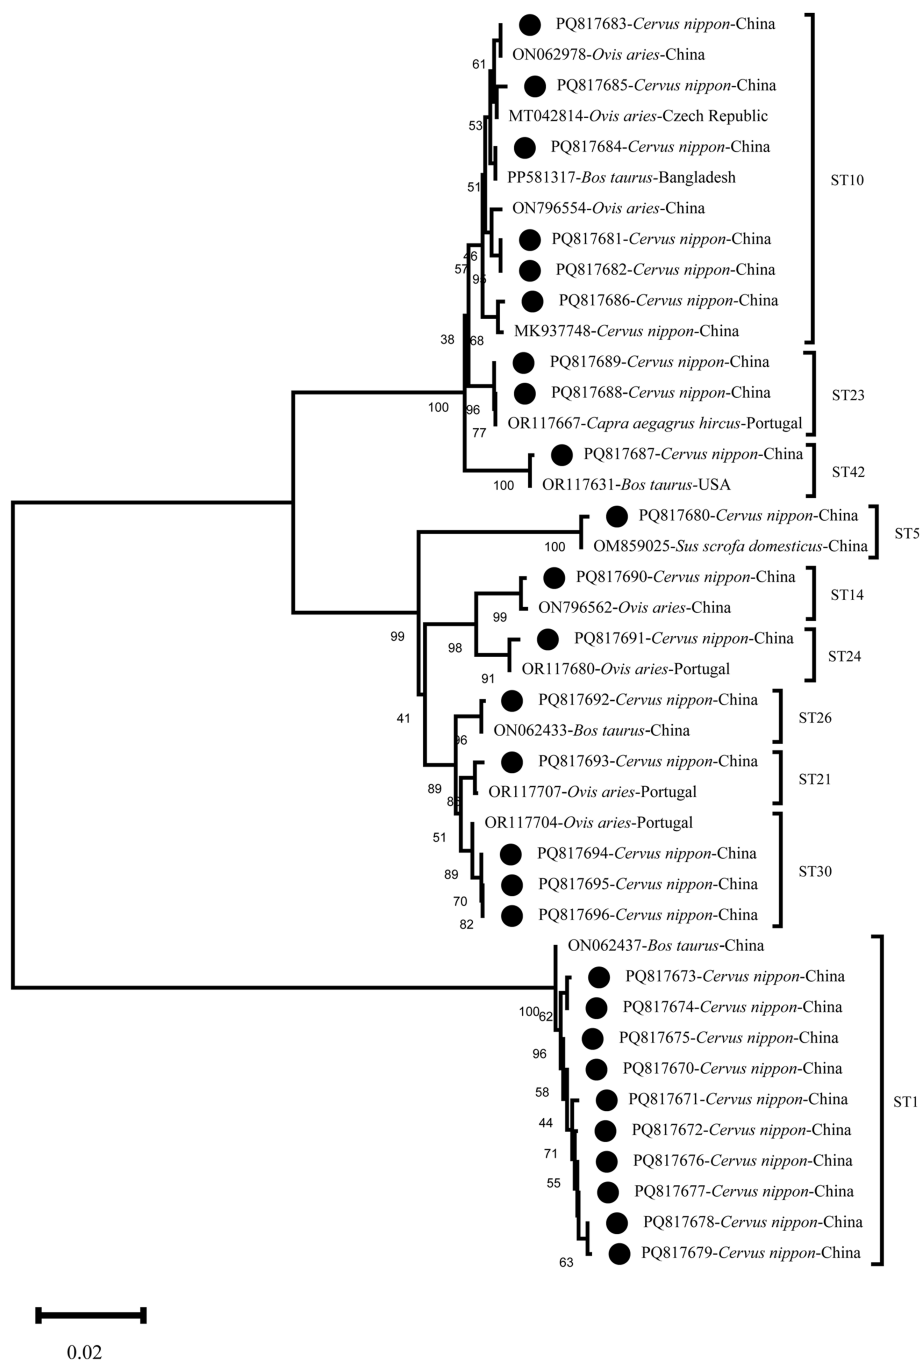 PQ817683-Cervus nippon-China
ON062978-Ovis aries-China
61
PQ817685-Cervus nippon-China
MT042814-Ovis aries-Czech Republic
53
PQ817684-Cervus nippon-China
PP581317-Bos taurus-Bangladesh
ST10
51
ON796554-Ovis aries-China
PQ817681-Cervus nippon-China
46
57
PQ817682-Cervus nippon-China
95
PQ817686-Cervus nippon-China
MK937748-Cervus nippon-China
38
68
PQ817689-Cervus nippon-China
PQ817688-Cervus nippon-China
ST23
100
96
OR117667-Capra aegagrus hircus-Portugal
77
PQ817687-Cervus nippon-China
ST42
OR117631-Bos taurus-USA
100
PQ817680-Cervus nippon-China
ST5
OM859025-Sus scrofa domesticus-China
100
PQ817690-Cervus nippon-China
ST14
ON796562-Ovis aries-China
99
99
PQ817691-Cervus nippon-China
98
ST24
OR117680-Ovis aries-Portugal
91
PQ817692-Cervus nippon-China
41
ST26
ON062433-Bos taurus-China
96
PQ817693-Cervus nippon-China
ST21
89
OR117707-Ovis aries-Portugal
OR117704-Ovis aries-Portugal
51
PQ817694-Cervus nippon-China
ST30
89
PQ817695-Cervus nippon-China
70
PQ817696-Cervus nippon-China
82
ON062437-Bos taurus-China
PQ817673-Cervus nippon-China
PQ817674-Cervus nippon-China
100
62
PQ817675-Cervus nippon-China
96
PQ817670-Cervus nippon-China
58
PQ817671-Cervus nippon-China
ST1
44
PQ817672-Cervus nippon-China
71
PQ817676-Cervus nippon-China
55
PQ817677-Cervus nippon-China
PQ817678-Cervus nippon-China
PQ817679-Cervus nippon-China
63
0.02